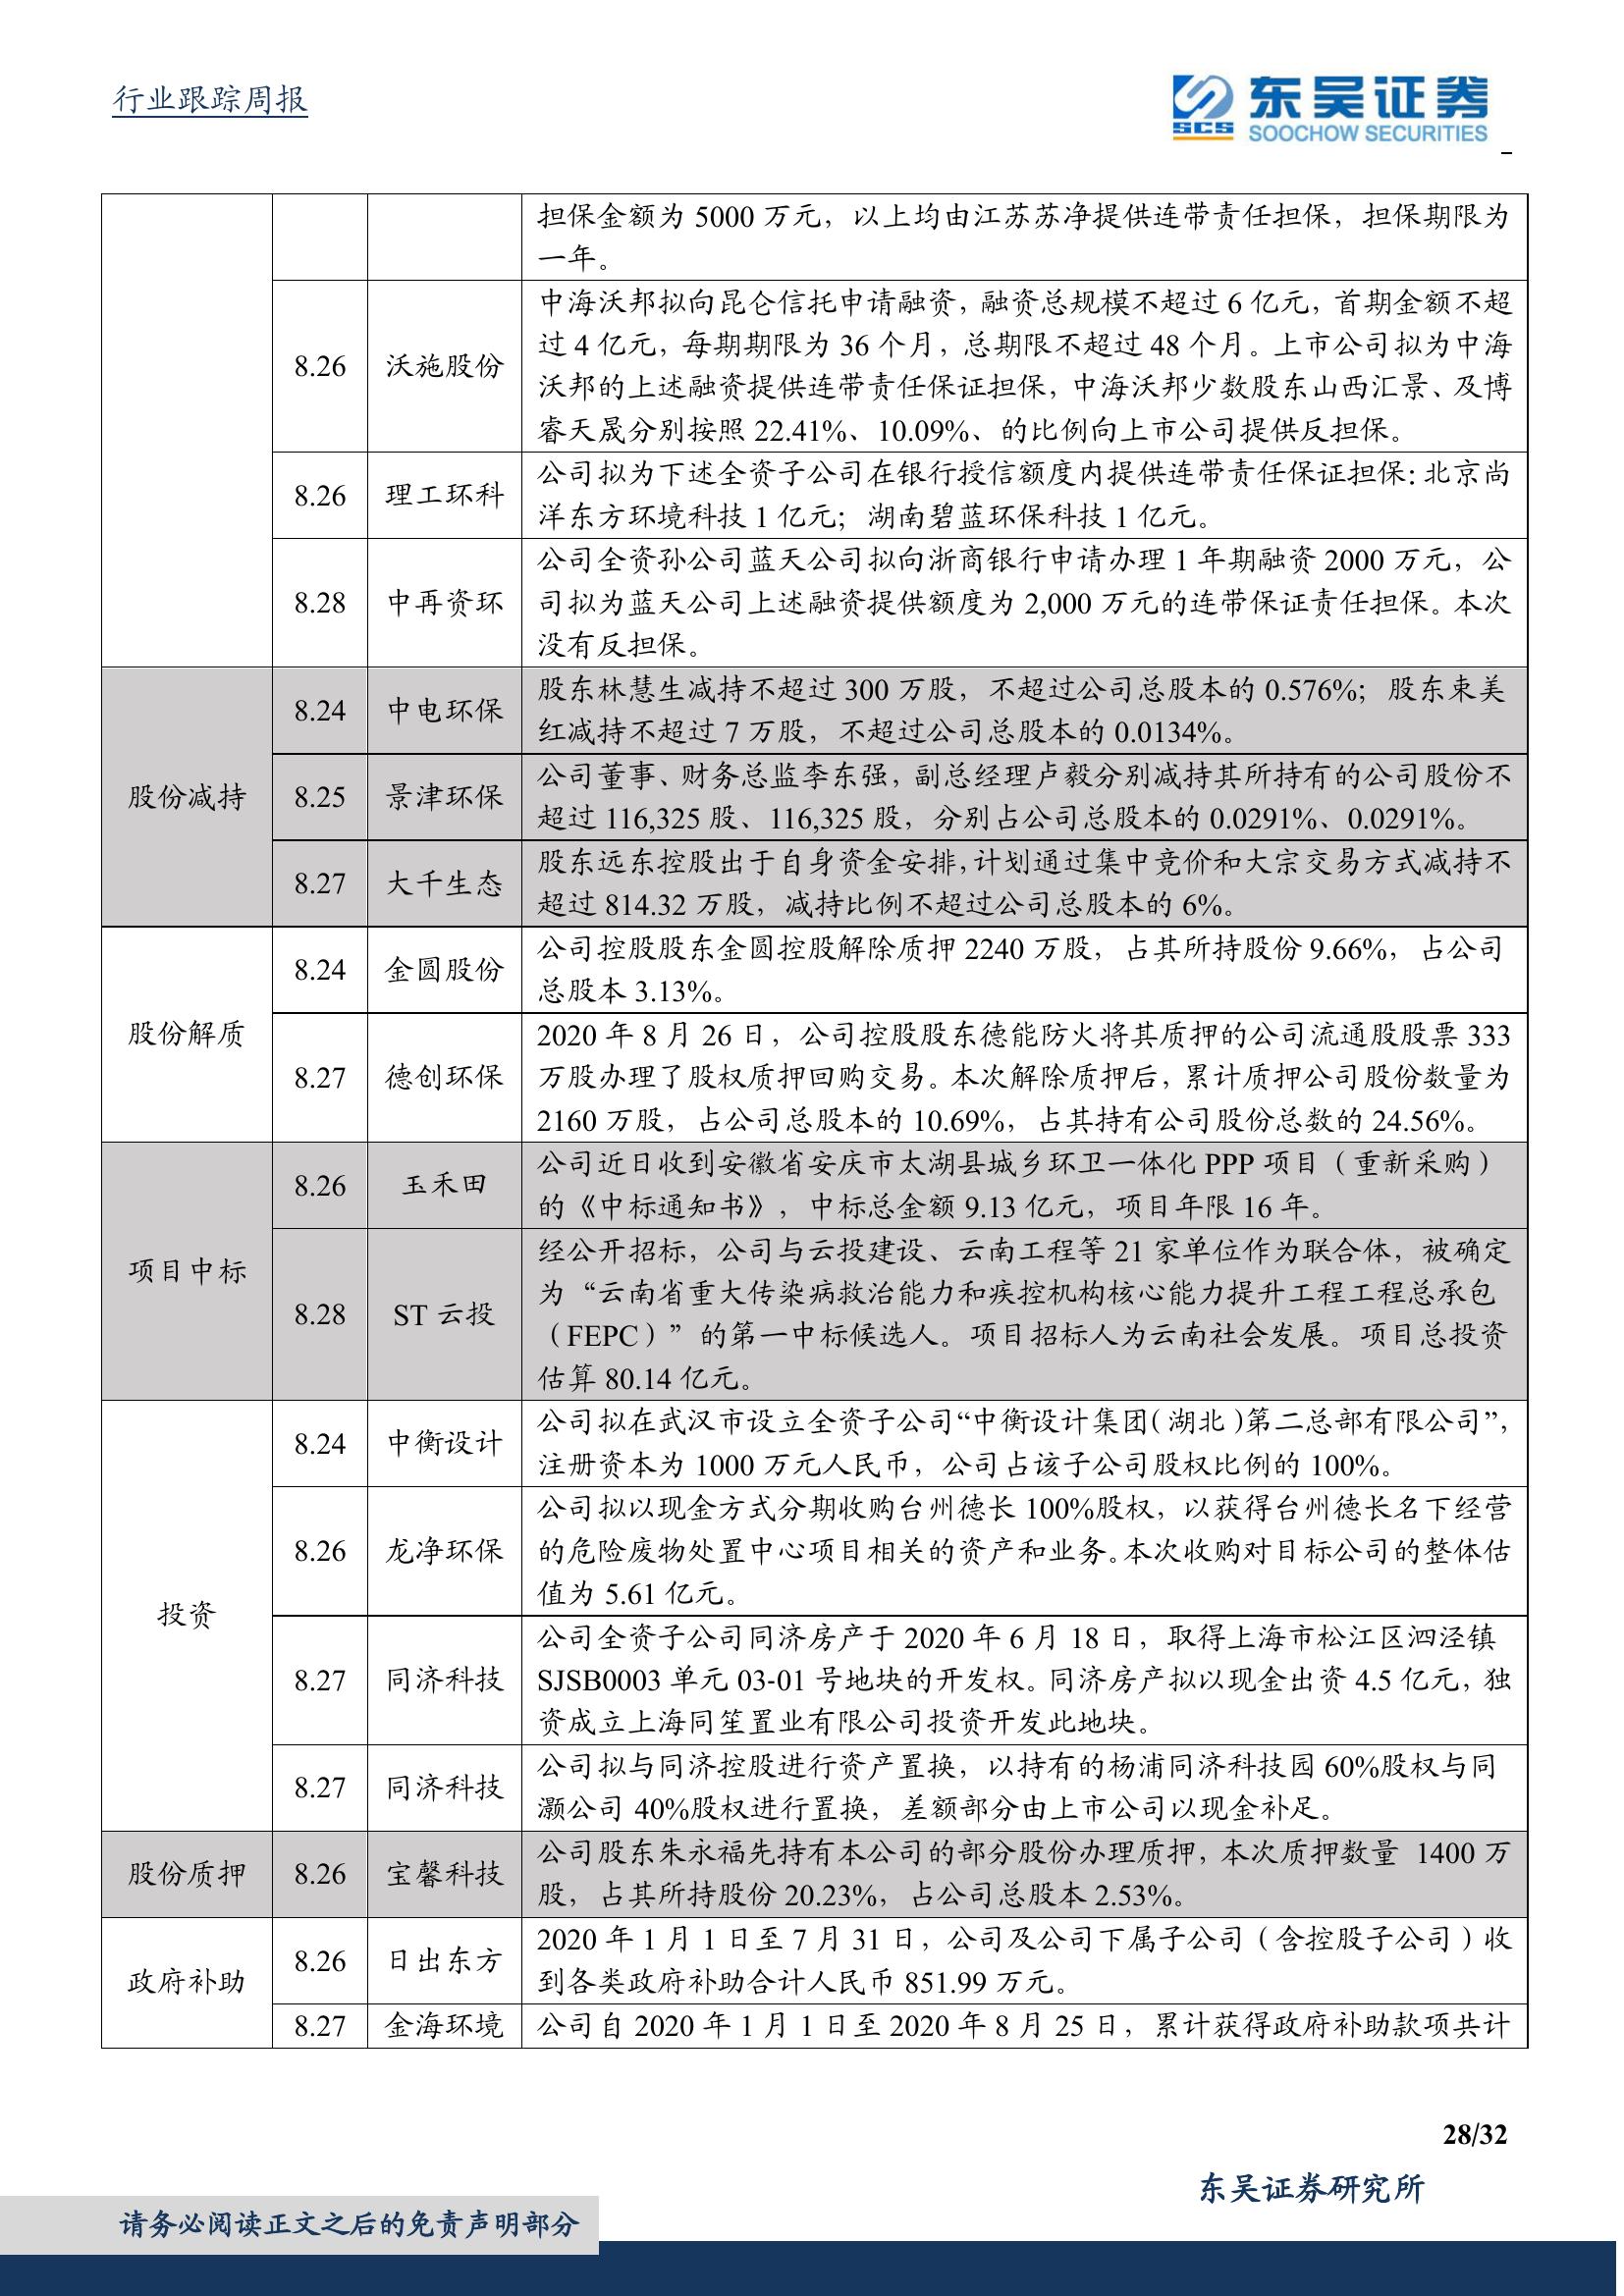 行业跟踪周报
东吴证券
SCS
SOOCHOW SECURITIES
担保金额为 5000 万元，以上均由江苏苏净提供连带责任担保，担保期限为
一年。
8.26 沃施股份
中海沃邦拟向昆仑信托申请融资，融资总规模不超过 6 亿元，首期金额不超
过 4 亿元，每期期限为 36 个月，总期限不超过 48 个月。上市公司拟为中海
沃邦的上述融资提供连带责任保证担保，中海沃邦少数股东山西汇景、及博
睿天晟分别按照 22.41%、10.09%、的比例向上市公司提供反担保。
8.26 理工环科
公司拟为下述全资子公司在银行授信额度内提供连带责任保证担保：北京尚
洋东方环境科技 1 亿元；湖南碧蓝环保科技 1 亿元。
8.28 中再资环
公司全资孙公司蓝天公司拟向浙商银行申请办理 1 年期融资 2000 万元，公
司拟为蓝天公司上述融资提供额度为 2,000 万元的连带保证责任担保。本次
没有反担保。
股份减持
8.24 中电环保
股东林慧生减持不超过 300 万股，不超过公司总股本的 0.576%；股东束美
红减持不超过 7 万股，不超过公司总股本的 0.0134%。
8.25 景津环保
公司董事、财务总监李东强，副总经理卢毅分别减持其所持有的公司股份不
超过 116,325 股、116,325 股，分别占公司总股本的 0.0291%、0.0291%。
8.27 大千生态
股东远东控股出于自身资金安排，计划通过集中竞价和大宗交易方式减持不
超过 814.32 万股，减持比例不超过公司总股本的 6%。
股份解质
8.24 金圆股份
公司控股股东金圆控股解除质押 2240 万股，占其所持股份 9.66%，占公司
总股本 3.13%。
8.27 德创环保
2020 年 8 月 26 日，公司控股股东德能防火将其质押的公司流通股股票 333
万股办理了股权质押回购交易。本次解除质押后，累计质押公司股份数量为
2160 万股，占公司总股本的 10.69%，占其持有公司股份总数的 24.56%。
项目中标
8.26 玉禾田
公司近日收到安徽省安庆市太湖县城乡环卫一体化 PPP 项目（重新采购）
的《中标通知书》，中标总金额 9.13 亿元，项目年限 16 年。
8.28 ST 云投
经公开招标，公司与云投建设、云南工程等 21 家单位作为联合体，被确定
为“云南省重大传染病救治能力和疾控机构核心能力提升工程工程总承包
（FEPC）”的第一中标候选人。项目招标人为云南社会发展。项目总投资
估算 80.14 亿元。
投资
8.24 中衡设计
公司拟在武汉市设立全资子公司“中衡设计集团（湖北）第二总部有限公司”，
注册资本为 1000 万元人民币，公司占该子公司股权比例的 100%。
8.26 龙净环保
公司拟以现金方式分期收购台州德长 100%股权，以获得台州德长名下经营
的危险废物处置中心项目相关的资产和业务。本次收购对目标公司的整体估
值为 5.61 亿元。
8.27 同济科技
公司全资子公司同济房产于 2020 年 6 月 18 日，取得上海市松江区泗泾镇
SJSB0003 单元 03-01 号地块的开发权。同济房产拟以现金出资 4.5 亿元，独
资成立上海同笙置业有限公司投资开发此地块。
8.27 同济科技
公司拟与同济控股进行资产置换，以持有的杨浦同济科技园 60%股权与同
灏公司 40%股权进行置换，差额部分由上市公司以现金补足。
股份质押
8.26 宝馨科技
公司股东朱永福先持有本公司的部分股份办理质押，本次质押数量 1400 万
股，占其所持股份 20.23%，占公司总股本 2.53%。
政府补助
8.26 日出东方
2020 年 1 月 1 日至 7 月 31 日，公司及公司下属子公司（含控股子公司）收
到各类政府补助合计人民币 851.99 万元。
8.27 金海环境
公司自 2020 年 1 月 1 日至 2020 年 8 月 25 日，累计获得政府补助款项共计
28/32
东吴证券研究所
请务必阅读正文之后的免责声明部分